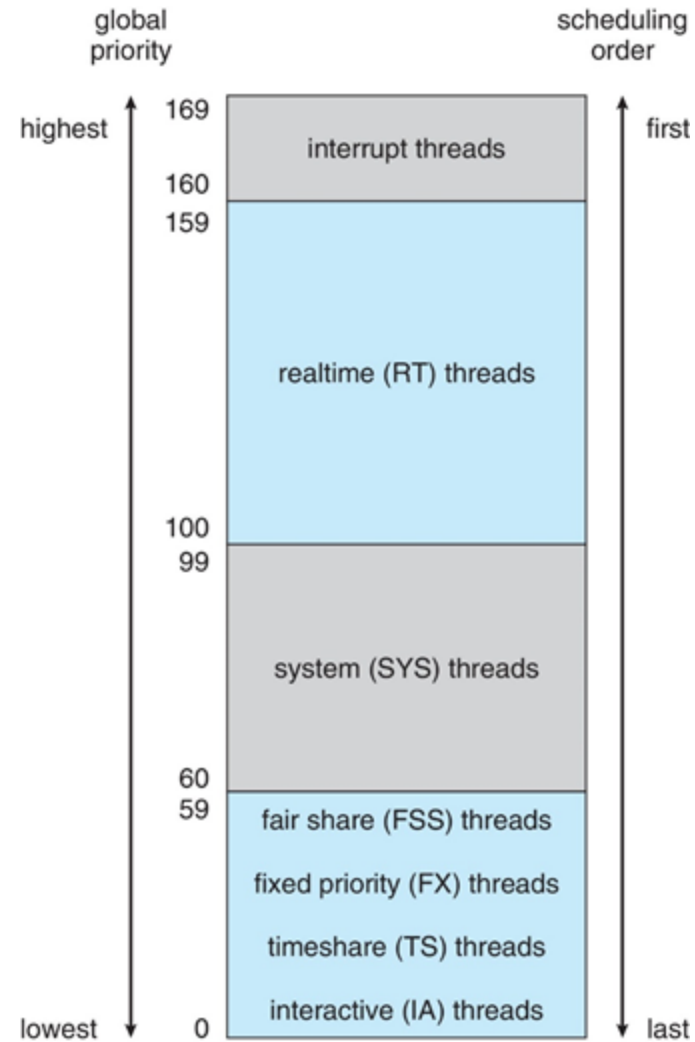 global
priority
scheduling
order
highest
169
interrupt threads
first
160
159
realtime (RT) threads
100
99
system (SYS) threads
60
59
fair share (FSS) threads
fixed priority (FX) threads
timeshare (TS) threads
interactive (IA) threads
lowest
0
last